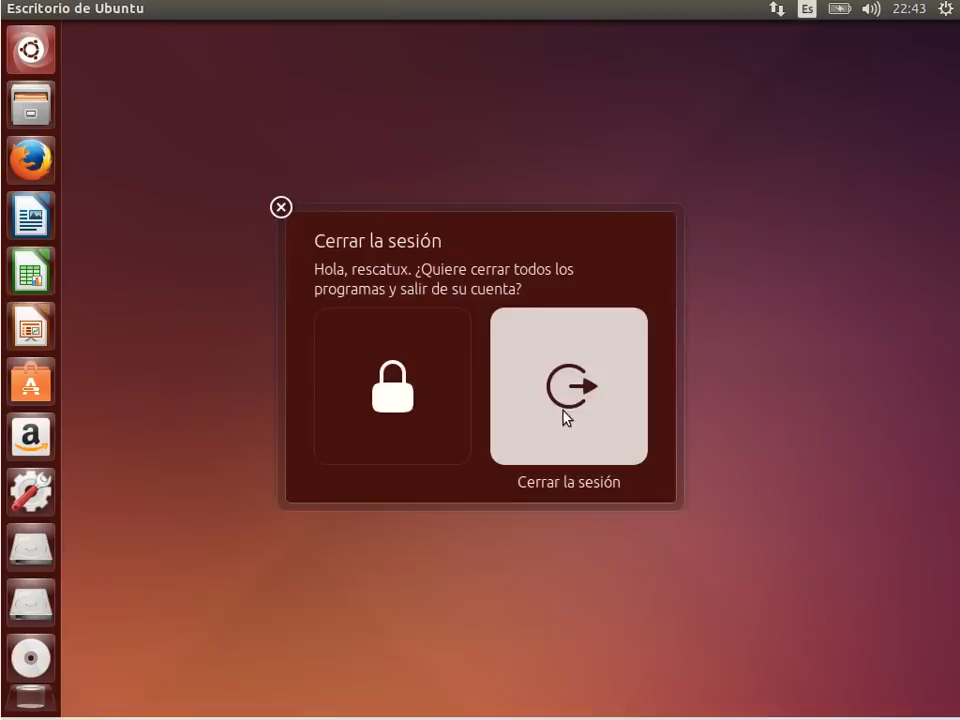 Escritorio de Ubuntu
Es
22:43
Cerrar la sesión
Hola, rescatux. ¿Quiere cerrar todos los
programas y salir de su cuenta?
Cerrar la sesión